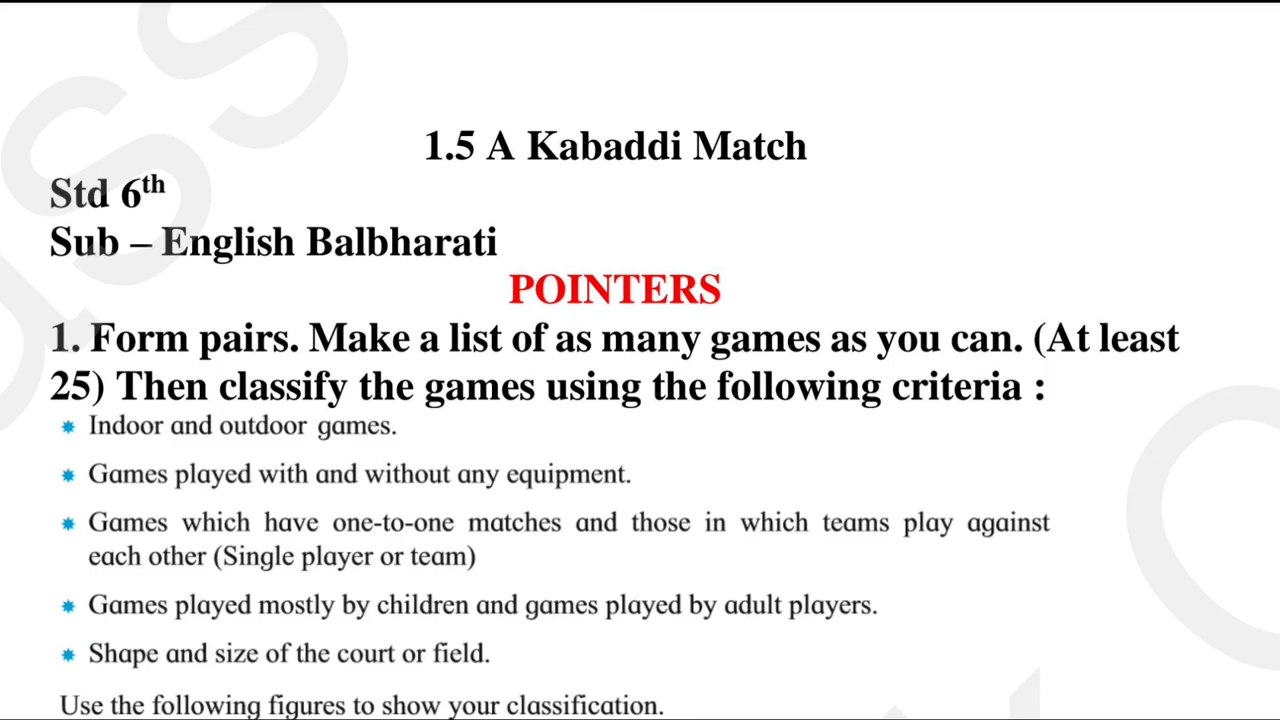 1.5 A Kabaddi Match
Std 6th
Sub – English Balbharati
POINTERS
1. Form pairs. Make a list of as many games as you can. (At least
25) Then classify the games using the following criteria :
* Indoor and outdoor games.
* Games played with and without any equipment.
* Games which have one-to-one matches and those in which teams play against
each other (Single player or team)
* Games played mostly by children and games played by adult players.
* Shape and size of the court or field.
Use the following figures to show your classification.